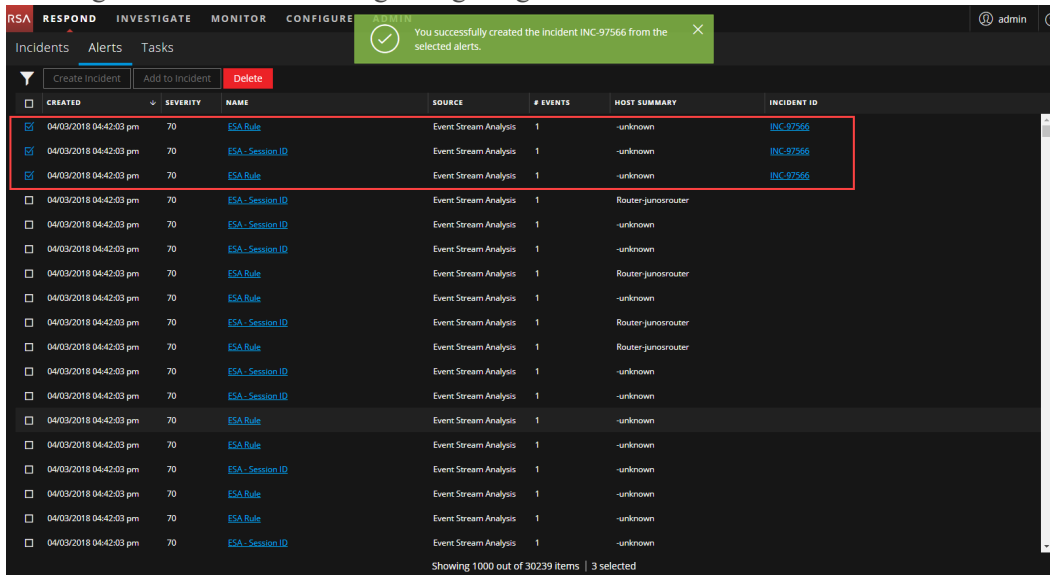 RSA RESPOND INVESTIGATE MONITOR CONFIGURE ADMIN admin
You successfully created the incident INC-97566 from the
selected alerts.
Incidents Alerts Tasks
Create Incident Add to Incident Delete
CREATED SEVERITY NAME SOURCE # EVENTS HOST SUMMARY INCIDENT ID
04/03/2018 04:42:03 pm 70 ESA Rule Event Stream Analysis 1 -unknown INC-97566
04/03/2018 04:42:03 pm 70 ESA - Session ID Event Stream Analysis 1 -unknown INC-97566
04/03/2018 04:42:03 pm 70 ESA Rule Event Stream Analysis 1 -unknown INC-97566
04/03/2018 04:42:03 pm 70 ESA - Session ID Event Stream Analysis 1 Router-junosrouter
04/03/2018 04:42:03 pm 70 ESA - Session ID Event Stream Analysis 1 -unknown
04/03/2018 04:42:03 pm 70 ESA - Session ID Event Stream Analysis 1 -unknown
04/03/2018 04:42:03 pm 70 ESA Rule Event Stream Analysis 1 Router-junosrouter
04/03/2018 04:42:03 pm 70 ESA Rule Event Stream Analysis 1 -unknown
04/03/2018 04:42:03 pm 70 ESA - Session ID Event Stream Analysis 1 Router-junosrouter
04/03/2018 04:42:03 pm 70 ESA Rule Event Stream Analysis 1 Router-junosrouter
04/03/2018 04:42:03 pm 70 ESA - Session ID Event Stream Analysis 1 -unknown
04/03/2018 04:42:03 pm 70 ESA - Session ID Event Stream Analysis 1 -unknown
04/03/2018 04:42:03 pm 70 ESA Rule Event Stream Analysis 1 -unknown
04/03/2018 04:42:03 pm 70 ESA Rule Event Stream Analysis 1 -unknown
04/03/2018 04:42:03 pm 70 ESA - Session ID Event Stream Analysis 1 -unknown
04/03/2018 04:42:03 pm 70 ESA Rule Event Stream Analysis 1 -unknown
04/03/2018 04:42:03 pm 70 ESA Rule Event Stream Analysis 1 -unknown
04/03/2018 04:42:03 pm 70 ESA - Session ID Event Stream Analysis 1 -unknown
Showing 1000 out of 30239 items | 3 selected